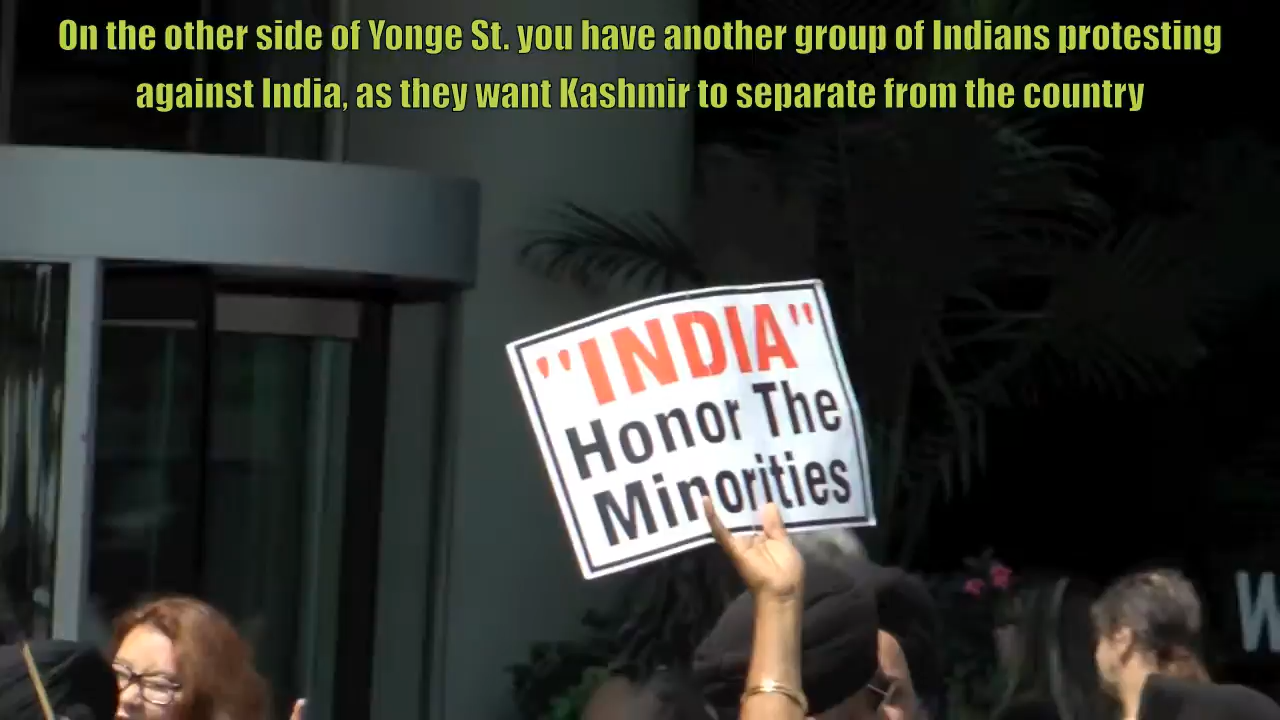 On the other side of Yonge St. you have another group of Indians protesting
against India, as they want Kashmir to separate from the country
"INDIA"
Honor The
Minorities
W